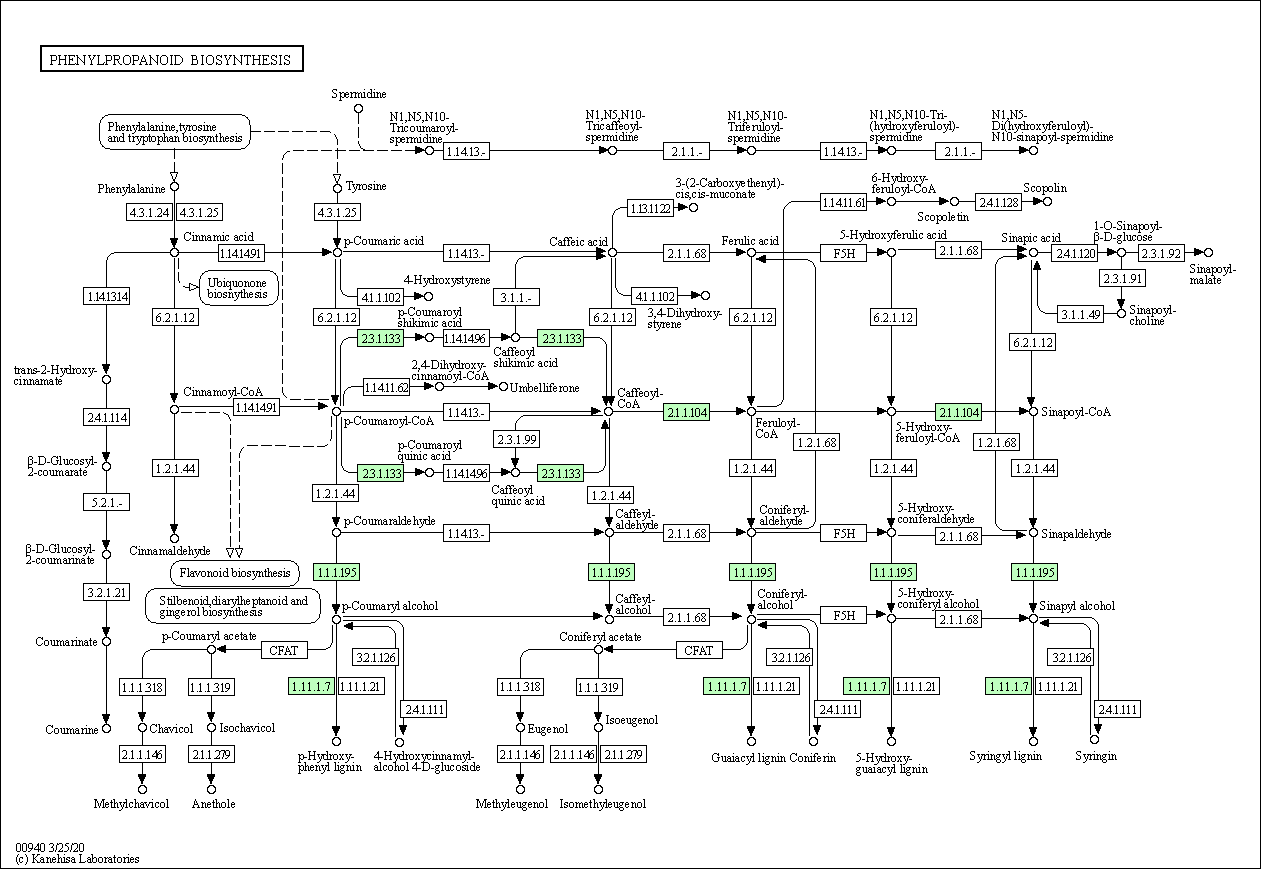 PHENYLPROPANOID BIOSYNTHESIS
Spermidine
Phenylalanine,tyrosine
and tryptophan biosynthesis
N1,N5,N10-
Tricoumaroyl-
spermidine
1.14.13.-
N1,N5,N10-
Tricaffeoyl-
spermidine
2.1.1.-
N1,N5,N10-
Triferuloyl-
spermidine
1.14.13.-
N1,N5,N10-Tri-
(hydroxyferuloyl)-
spermidine
2.1.1.-
N1,N5-
Di(hydroxyferuloyl)-
N10-sinapoyl-spermidine
Phenylalanine
Tyrosine
3-(2-Carboxyethenyl)-
cis,cis-muconate
6-Hydroxy-
feruloyl-CoA
Scopolin
4.3.1.24
4.3.1.25
4.3.1.25
1.13.11.22
1.14.11.61
Scopoletin
2.4.1.128
Cinnamic acid
1.14.14.91
p-Coumaric acid
1.14.13.-
Caffeic acid
2.1.1.68
Ferulic acid
F5H
5-Hydroxyferulic acid
2.1.1.68
Sinapic acid
2.4.1.120
1-O-Sinapoyl-
β-D-glucose
2.3.1.92
Sinapoyl-
malate
Ubiquonone
biosnythesis
4-Hydroxystyrene
2.3.1.91
1.14.13.14
4.1.1.102
3.1.1.-
4.1.1.102
3,4-Dihydroxy-
styrene
3.1.1.49
Sinapoyl-
choline
6.2.1.12
6.2.1.12
p-Coumaroyl
shikimic acid
6.2.1.12
6.2.1.12
6.2.1.12
6.2.1.12
2.3.1.133
1.14.14.96
Caffeoyl
shikimic acid
2.3.1.133
trans-2-Hydroxy-
cinnamate
2,4-Dihydroxy-
cinnamoyl-CoA
1.14.11.62
Umbelliferone
Cinnamoyl-CoA
1.14.14.91
p-Coumaroyl-CoA
1.14.13.-
Caffeoyl-
CoA
2.1.1.104
Feruloyl-
CoA
5-Hydroxy-
feruloyl-CoA
2.1.1.104
Sinapoyl-CoA
2.4.1.114
2.3.1.99
1.2.1.68
1.2.1.68
β-D-Glucosyl-
2-coumarate
1.2.1.44
p-Coumaroyl
quinic acid
2.3.1.133
1.14.14.96
Caffeoyl
quinic acid
2.3.1.133
1.2.1.44
1.2.1.44
1.2.1.44
1.2.1.44
1.2.1.44
5.2.1.-
p-Coumaraldehyde
1.14.13.-
Caffeyl-
aldehyde
2.1.1.68
Coniferyl-
aldehyde
F5H
5-Hydroxy-
coniferaldehyde
2.1.1.68
Sinapaldehyde
β-D-Glucosyl-
2-coumarinate
Cinnamaldehyde
Flavonoid biosynthesis
1.1.1.195
1.1.1.195
1.1.1.195
1.1.1.195
1.1.1.195
3.2.1.21
Stilbenoid,diarylheptanoid and
gingerol biosynthesis
p-Coumaryl alcohol
Caffeyl-
alcohol
2.1.1.68
Coniferyl-
alcohol
F5H
5-Hydroxy-
coniferyl alcohol
2.1.1.68
Sinapyl alcohol
Coumarinate
p-Coumaryl acetate
CFAT
Coniferyl acetate
CFAT
3.2.1.126
3.2.1.126
3.2.1.126
1.1.1.318
1.1.1.319
1.11.1.7
1.11.1.21
1.1.1.318
1.1.1.319
1.11.1.7
1.11.1.21
1.11.1.7
1.11.1.21
1.11.1.7
1.11.1.21
2.4.1.111
2.4.1.111
2.4.1.111
Coumarine
Chavicol
Isochavicol
Eugenol
Isoeugenol
2.1.1.146
2.1.1.279
p-Hydroxy-
phenyl lignin
4-Hydroxycinnamyl-
alcohol 4-D-glucoside
2.1.1.146
2.1.1.146
2.1.1.279
Guaiacyl lignin
Coniferin
5-Hydroxy-
guaiacyl lignin
Syringyl lignin
Syringin
Methylchavicol
Anethole
Methyleugenol
Isomethyleugenol
00940 3/25/20
(c) Kanehisa Laboratories